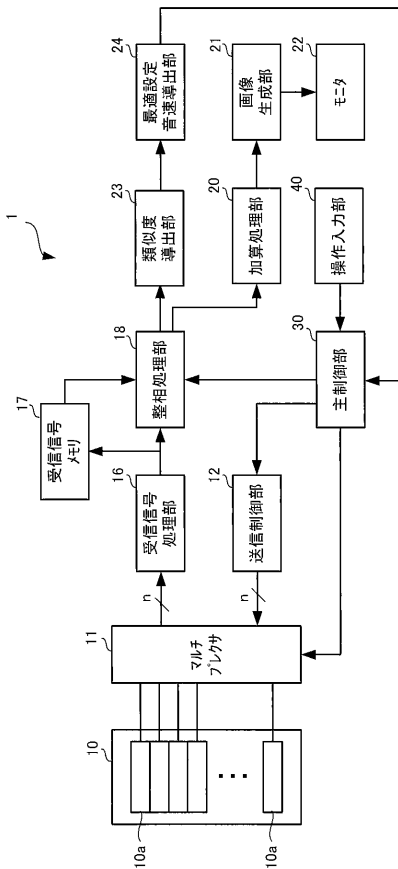 1
10
10a
10a
11
マルチ
プレクサ
n
n
16
受信信号
処理部
17
受信信号
メモリ
12
送信制御部
18
整相処理部
30
主制御部
23
類似度
導出部
20
加算処理部
40
操作入力部
24
最適設定
音速導出部
21
画像
生成部
22
モニタ